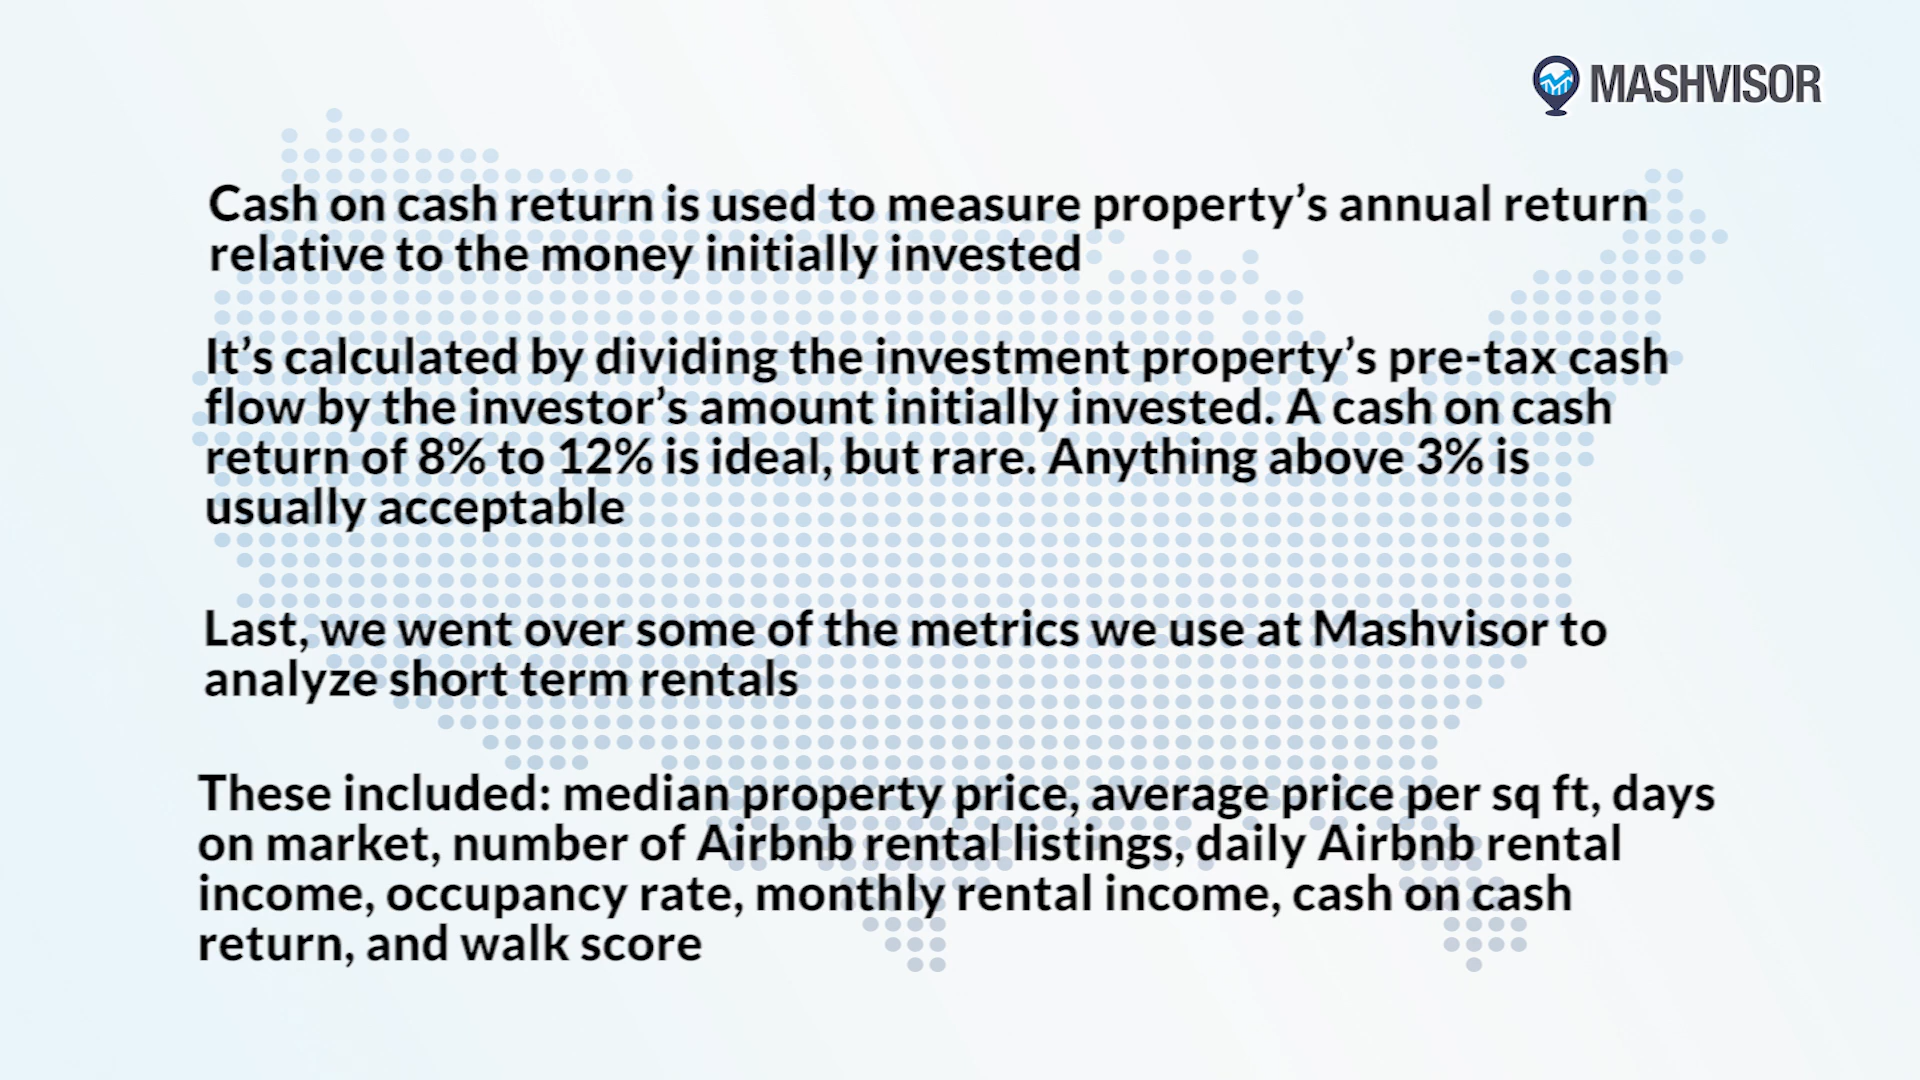 MASHVISOR
Cash on cash return is used to measure property’s annual return
relative to the money initially invested
It’s calculated by dividing the investment property’s pre-tax cash
flow by the investor’s amount initially invested. A cash on cash
return of 8% to 12% is ideal, but rare. Anything above 3% is
usually acceptable
Last, we went over some of the metrics we use at Mashvisor to
analyze short term rentals
These included: median property price, average price per sq ft, days
on market, number of Airbnb rental listings, daily Airbnb rental
income, occupancy rate, monthly rental income, cash on cash
return, and walk score